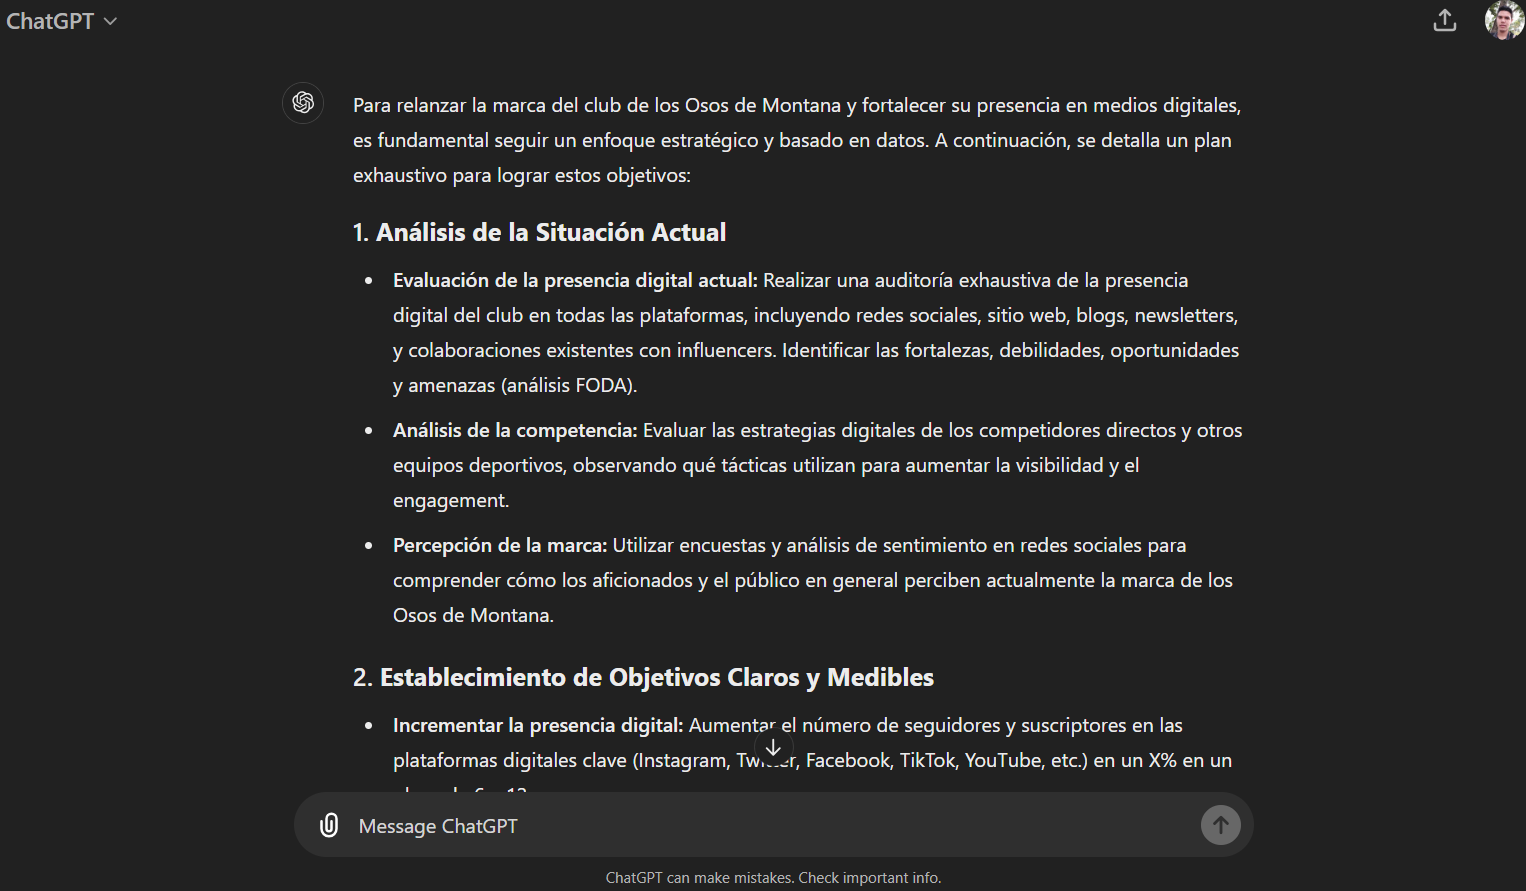 ChatGPT
Para relanzar la marca del club de los Osos de Montana y fortalecer su presencia en medios digitales,
es fundamental seguir un enfoque estratégico y basado en datos. A continuación, se detalla un plan
exhaustivo para lograr estos objetivos:
1. Análisis de la Situación Actual
• Evaluación de la presencia digital actual: Realizar una auditoría exhaustiva de la presencia
digital del club en todas las plataformas, incluyendo redes sociales, sitio web, blogs, newsletters,
y colaboraciones existentes con influencers. Identificar las fortalezas, debilidades, oportunidades
y amenazas (análisis FODA).
• Análisis de la competencia: Evaluar las estrategias digitales de los competidores directos y otros
equipos deportivos, observando qué tácticas utilizan para aumentar la visibilidad y el
engagement.
• Percepción de la marca: Utilizar encuestas y análisis de sentimiento en redes sociales para
comprender cómo los aficionados y el público en general perciben actualmente la marca de los
Osos de Montana.
2. Establecimiento de Objetivos Claros y Medibles
• Incrementar la presencia digital: Aumentar el número de seguidores y suscriptores en las
plataformas digitales clave (Instagram, Twitter, Facebook, TikTok, YouTube, etc.) en un X% en un
Message ChatGPT
ChatGPT can make mistakes. Check important info.